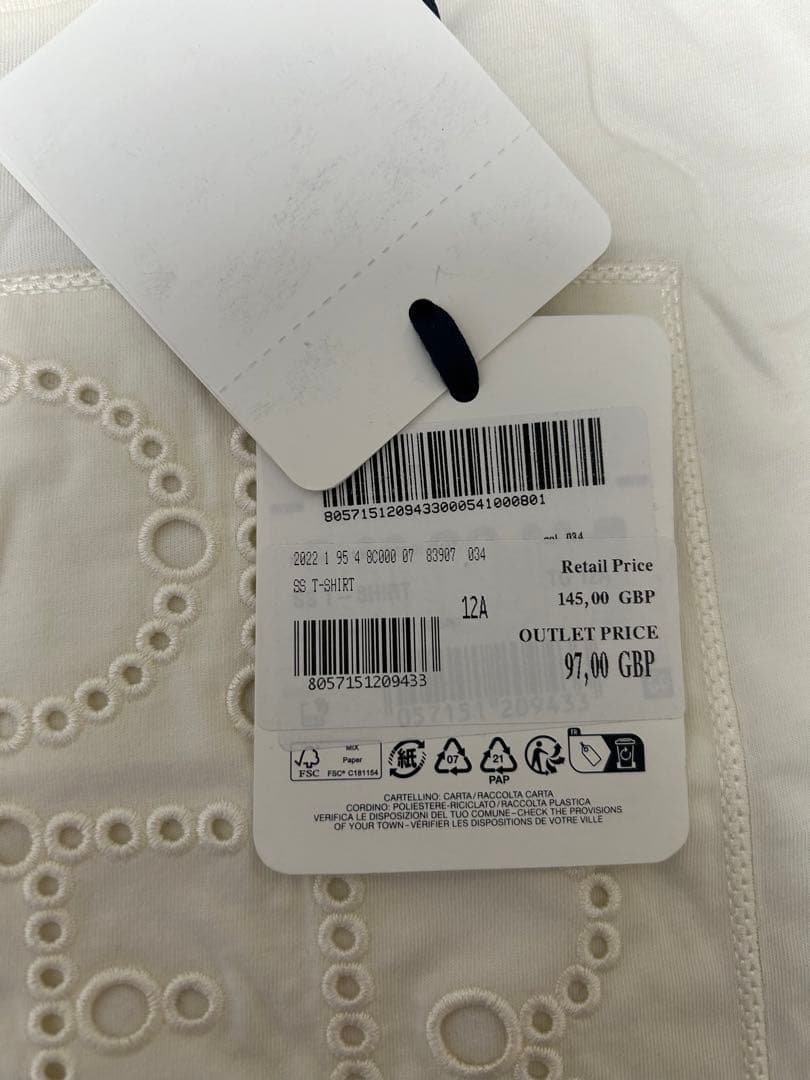 8057151209433000541000801
2022 1 95 4 8C000 07 83907 034
SS T-SHIRT
12A
8057151209433
Retail Price
145,00 GBP
OUTLET PRICE
97,00 GBP
FSC
MIX
Paper
FSC® C181154
紙
07
21
PAP
FR
CARTELLINO: CARTA/RACCOLTA CARTA
CORDINO: POLIESTERE-RICICLATO/RACCOLTA PLASTICA
VERIFICA LE DISPOSIZIONI DEL TUO COMUNE-CHECK THE PROVISIONS
OF YOUR TOWN-VÉRIFIER LES DISPOSITIONS DE VOTRE VILLE